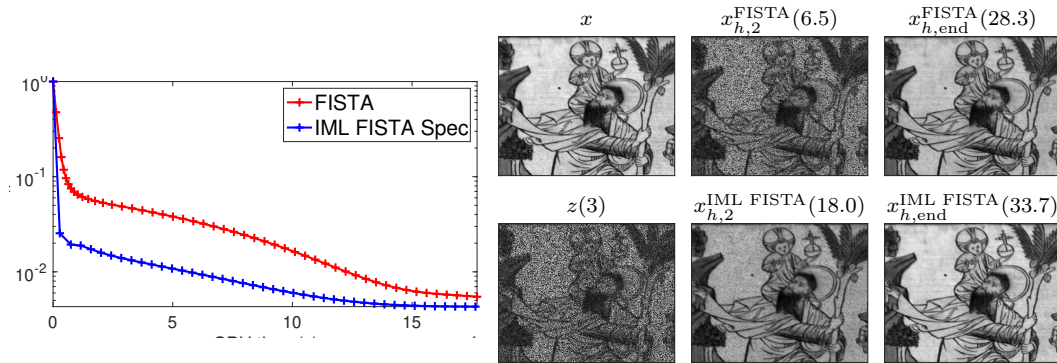 x x_{h,2}^{FISTA}(6.5) x_{h,end}^{FISTA}(28.3)
10^0
FISTA
IML FISTA Spec
10^{-1}
z(3) x_{h,2}^{IML FISTA}(18.0) x_{h,end}^{IML FISTA}(33.7)
10^{-2}
0 5 10 15